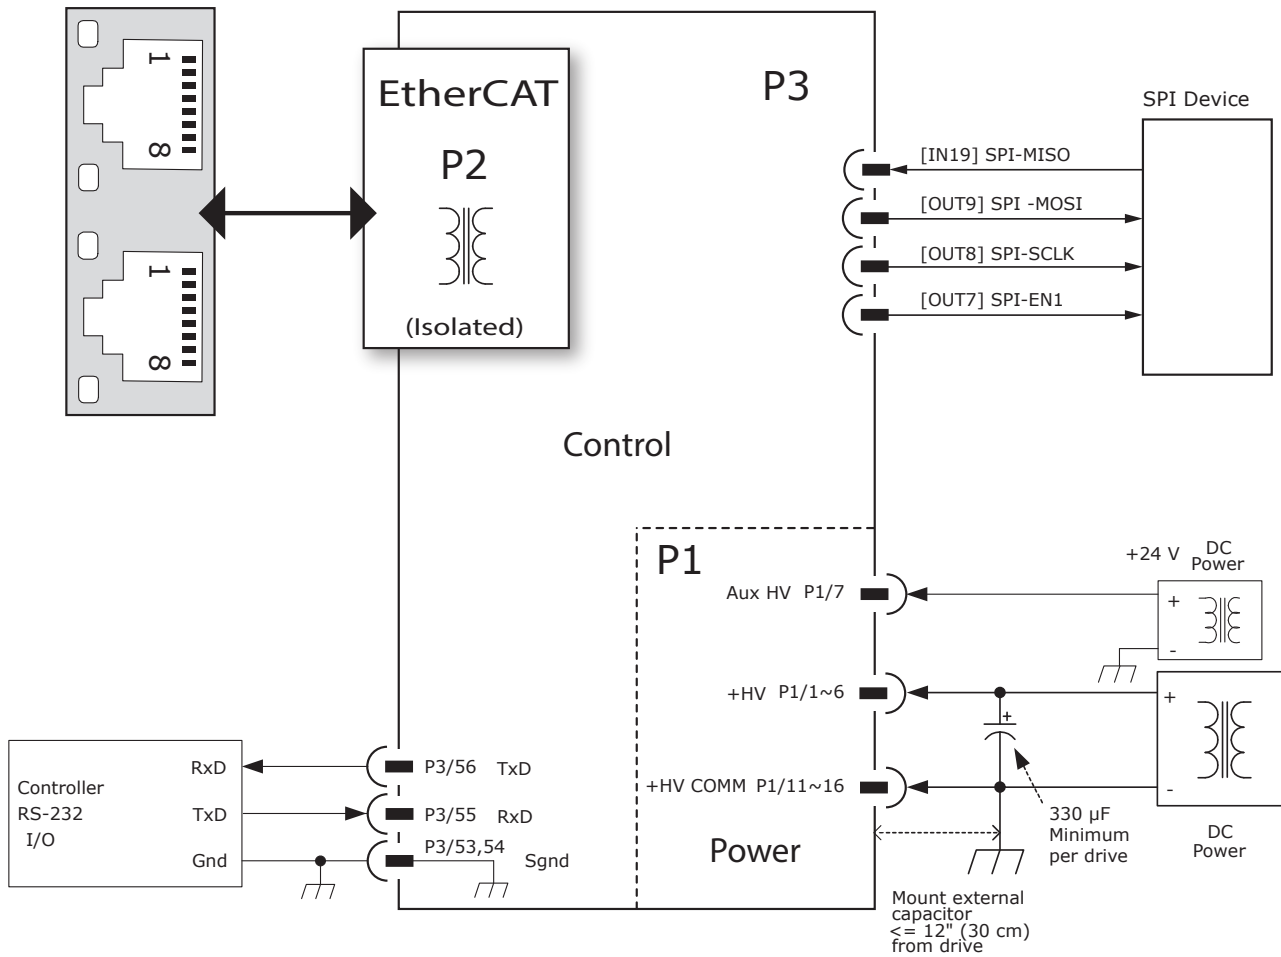 1
8
1
8
EtherCAT
P2
(Isolated)
P3
SPI Device
[IN19] SPI-MISO
[OUT9] SPI -MOSI
[OUT8] SPI-SCLK
[OUT7] SPI-EN1
Control
P1
Aux HV P1/7
+24 V
DC
Power
+
-
+HV P1/1~6
+
+
-
+HV COMM P1/11~16
330 µF
Minimum
per drive
DC
Power
Power
Mount external
capacitor
<= 12" (30 cm)
from drive
Controller
RS-232
I/O
RxD
TxD
Gnd
P3/56 TxD
P3/55 RxD
P3/53,54
Sgnd